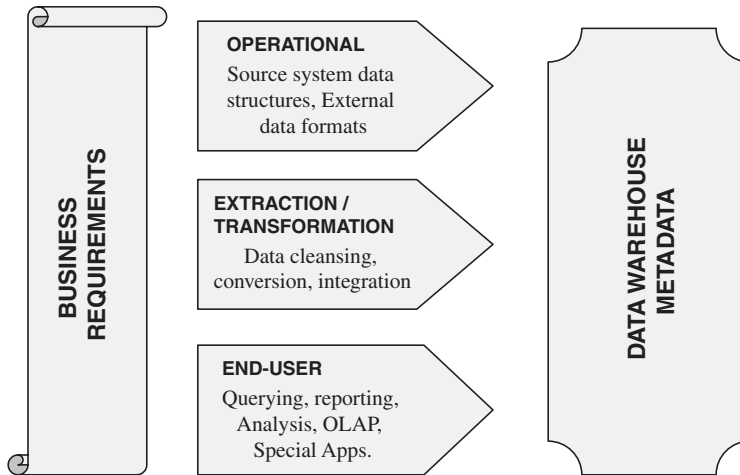 BUSINESS
REQUIREMENTS
OPERATIONAL
Source system data
structures, External
data formats
EXTRACTION /
TRANSFORMATION
Data cleansing,
conversion, integration
END-USER
Querying, reporting,
Analysis, OLAP,
Special Apps.
DATA WAREHOUSE
METADATA